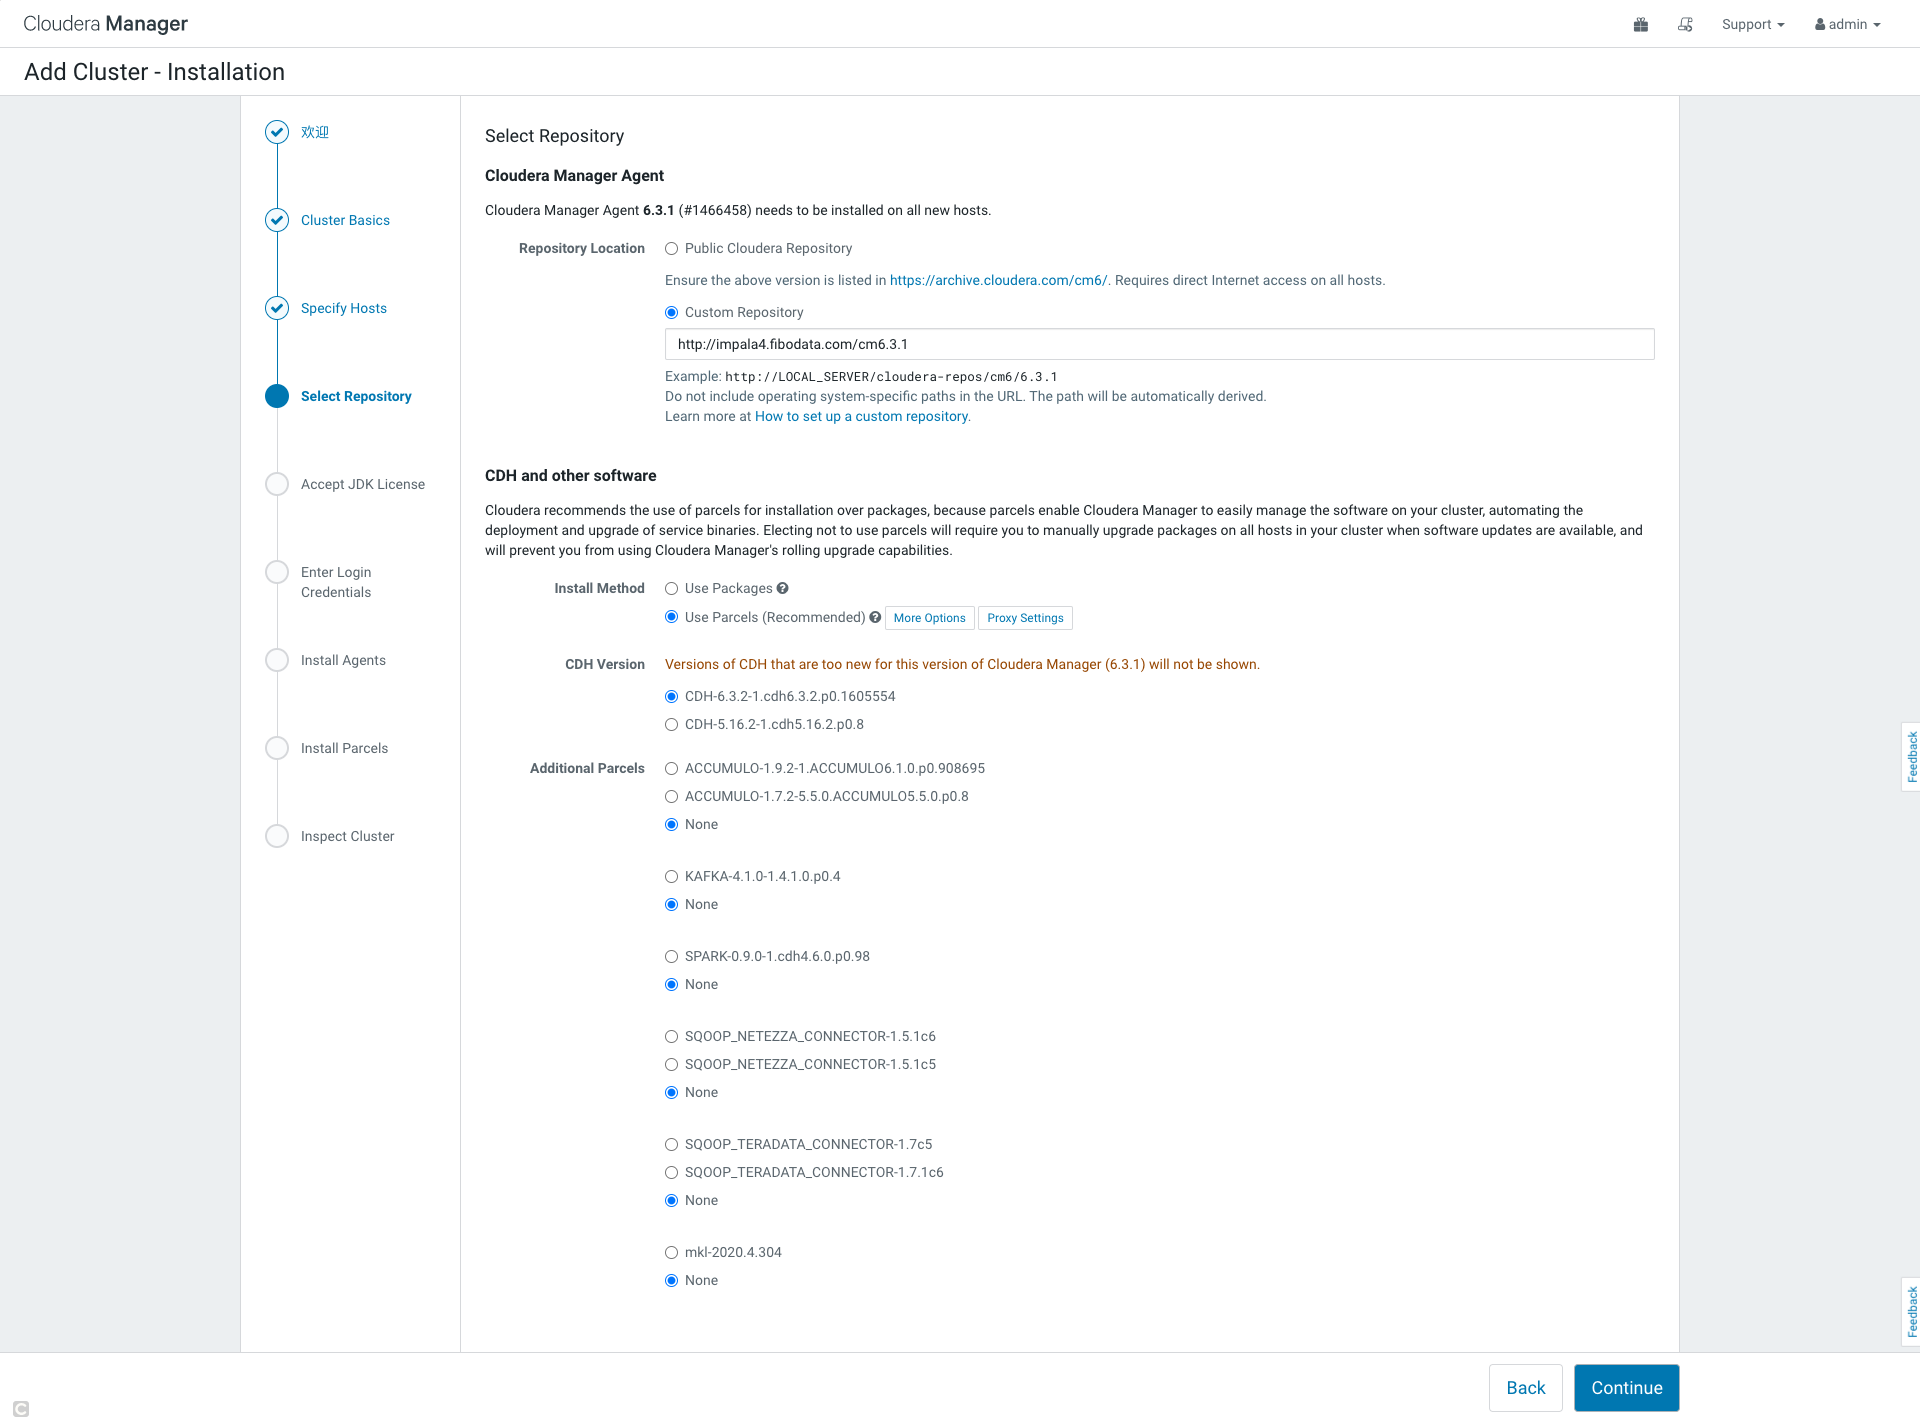 Cloudera Manager
Support
admin
Add Cluster - Installation
欢迎
Cluster Basics
Specify Hosts
Select Repository
Accept JDK License
Enter Login
Credentials
Install Agents
Install Parcels
Inspect Cluster
Select Repository
Cloudera Manager Agent
Cloudera Manager Agent 6.3.1 (#1466458) needs to be installed on all new hosts.
Repository Location
Public Cloudera Repository
Ensure the above version is listed in https://archive.cloudera.com/cm6/. Requires direct Internet access on all hosts.
Custom Repository
http://impala4.fibodata.com/cm6.3.1
Example: http://LOCAL_SERVER/cloudera-repos/cm6/6.3.1
Do not include operating system-specific paths in the URL. The path will be automatically derived.
Learn more at How to set up a custom repository.
CDH and other software
Cloudera recommends the use of parcels for installation over packages, because parcels enable Cloudera Manager to easily manage the software on your cluster, automating the
deployment and upgrade of service binaries. Electing not to use parcels will require you to manually upgrade packages on all hosts in your cluster when software updates are available, and
will prevent you from using Cloudera Manager's rolling upgrade capabilities.
Install Method
Use Packages
Use Parcels (Recommended) More Options Proxy Settings
CDH Version
Versions of CDH that are too new for this version of Cloudera Manager (6.3.1) will not be shown.
CDH-6.3.2-1.cdh6.3.2.p0.1605554
CDH-5.16.2-1.cdh5.16.2.p0.8
Additional Parcels
ACCUMULO-1.9.2-1.ACCUMULO6.1.0.p0.908695
ACCUMULO-1.7.2-5.5.0.ACCUMULO5.5.0.p0.8
None
KAFKA-4.1.0-1.4.1.0.p0.4
None
SPARK-0.9.0-1.cdh4.6.0.p0.98
None
SQOOP_NETEZZA_CONNECTOR-1.5.1c6
SQOOP_NETEZZA_CONNECTOR-1.5.1c5
None
SQOOP_TERADATA_CONNECTOR-1.7c5
SQOOP_TERADATA_CONNECTOR-1.7.1c6
None
mkl-2020.4.304
None
Feedback
Feedback
Back
Continue
C